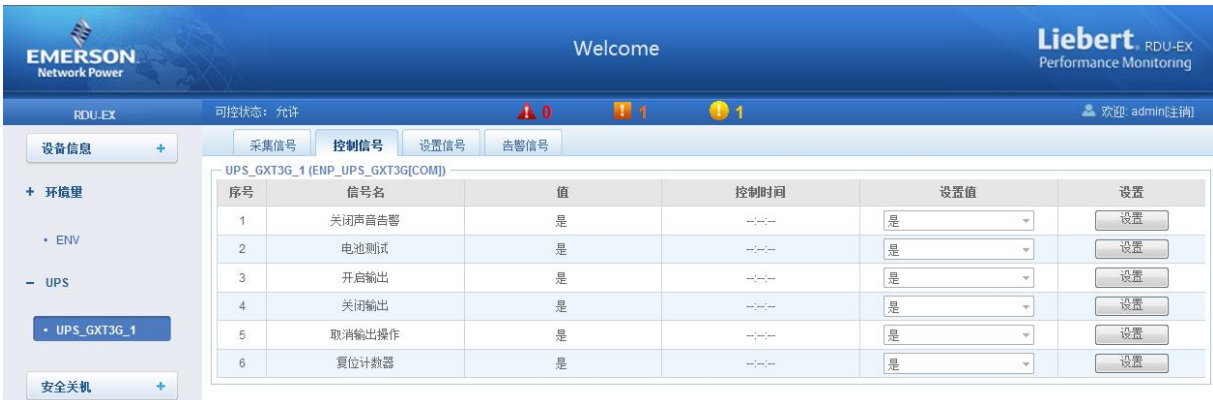 EMERSON
Network Power
Welcome
Liebert® RDU-EX
Performance Monitoring
RDU-EX
可控状态：允许
0
1
1
欢迎: admin[注销]
设备信息 +
+ 环境量
• ENV
− UPS
• UPS_GXT3G_1
安全关机 +
采集信号 控制信号 设置信号 告警信号
UPS_GXT3G_1 (ENP_UPS_GXT3G[COM])
序号 信号名 值 控制时间 设置值 设置
1 关闭声音告警 是 --:--:-- 是 设置
2 电池测试 是 --:--:-- 是 设置
3 开启输出 是 --:--:-- 是 设置
4 关闭输出 是 --:--:-- 是 设置
5 取消输出操作 是 --:--:-- 是 设置
6 复位计数器 是 --:--:-- 是 设置